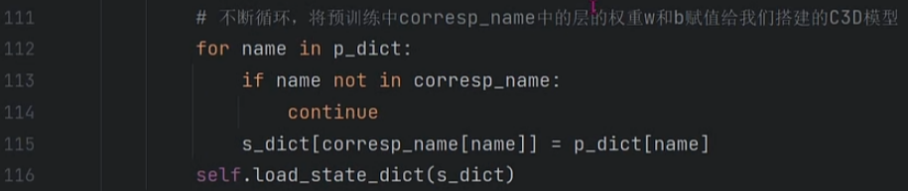 111 # 不断循环，将预训练中corresp_name中的层的权重w和b赋值给我们搭建的C3D模型
112 for name in p_dict:
113 if name not in corresp_name:
114 continue
115 s_dict[corresp_name[name]] = p_dict[name]
116 self.load_state_dict(s_dict)